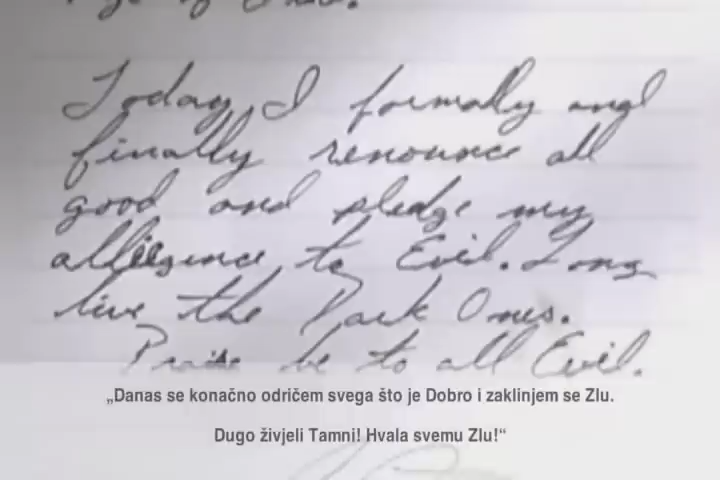 Today I formally and
finally renounce all
good and pledge my
alliegence to Evil. Long
live the Dark Ones.
Praise be to all Evil.
„Danas se konačno odričem svega što je Dobro i zaklinjem se Zlu.
Dugo živjeli Tamni! Hvala svemu Zlu!“